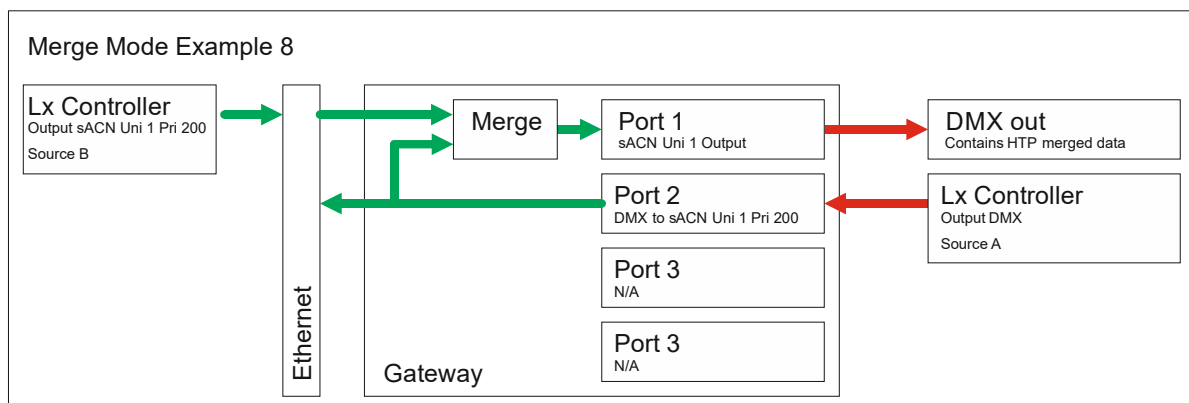 Merge Mode Example 8
Lx Controller
Output sACN Uni 1 Pri 200
Source B
Ethernet
Gateway
Merge
Port 1
sACN Uni 1 Output
Port 2
DMX to sACN Uni 1 Pri 200
Port 3
N/A
Port 3
N/A
DMX out
Contains HTP merged data
Lx Controller
Output DMX
Source A